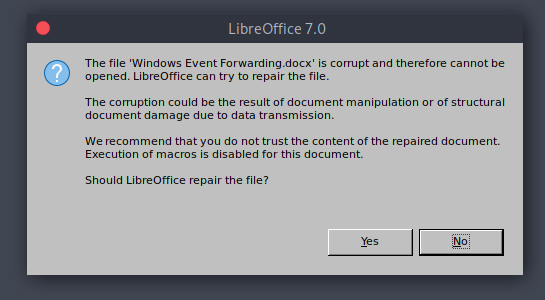 LibreOffice 7.0
The file 'Windows Event Forwarding.docx' is corrupt and therefore cannot be
opened. LibreOffice can try to repair the file.
The corruption could be the result of document manipulation or of structural
document damage due to data transmission.
We recommend that you do not trust the content of the repaired document.
Execution of macros is disabled for this document.
Should LibreOffice repair the file?
Yes No